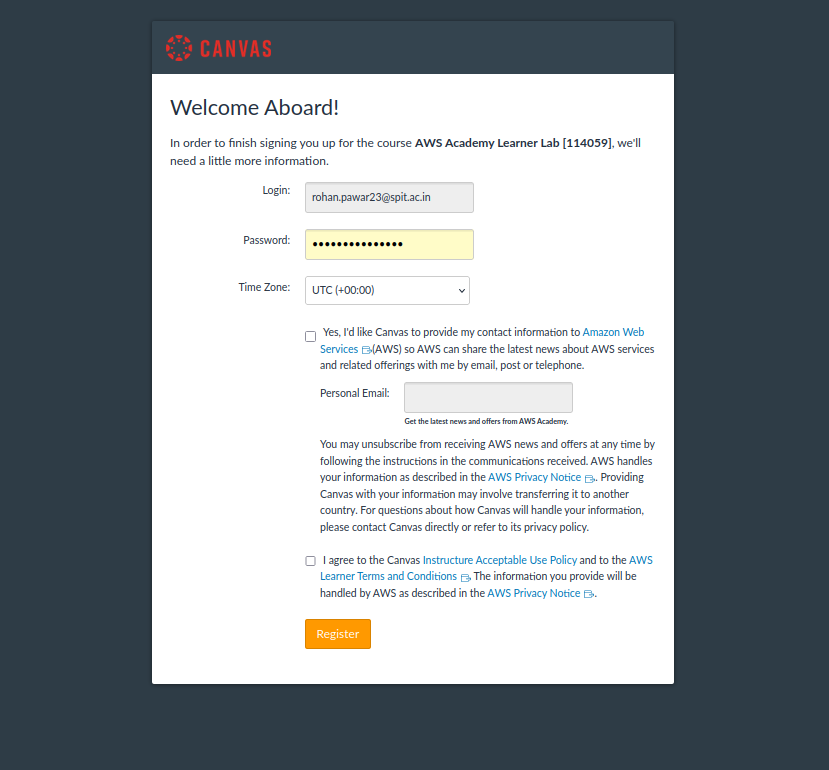 CANVAS
Welcome Aboard!
In order to finish signing you up for the course AWS Academy Learner Lab [114059], we'll
need a little more information.
Login:
rohan.pawar23@spit.ac.in
Password:
•••••••••••••••
Time Zone:
UTC (+00:00)
Yes, I'd like Canvas to provide my contact information to Amazon Web
Services (AWS) so AWS can share the latest news about AWS services
and related offerings with me by email, post or telephone.
Personal Email:
Get the latest news and offers from AWS Academy.
You may unsubscribe from receiving AWS news and offers at any time by
following the instructions in the communications received. AWS handles
your information as described in the AWS Privacy Notice . Providing
Canvas with your information may involve transferring it to another
country. For questions about how Canvas will handle your information,
please contact Canvas directly or refer to its privacy policy.
I agree to the Canvas Instructure Acceptable Use Policy and to the AWS
Learner Terms and Conditions . The information you provide will be
handled by AWS as described in the AWS Privacy Notice .
Register